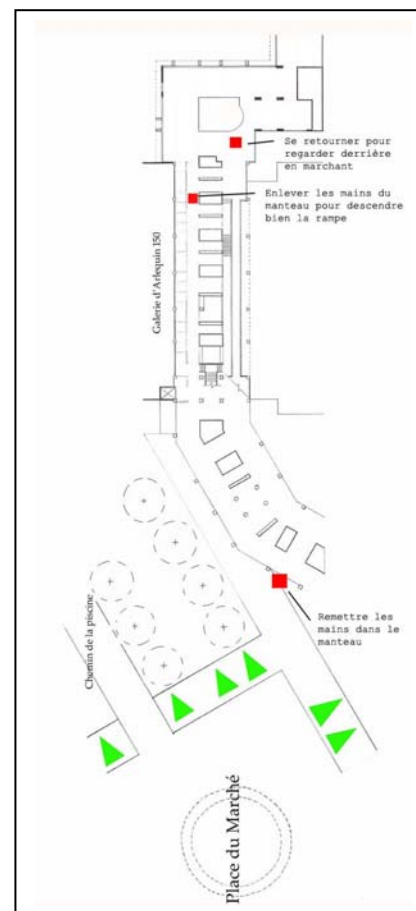 Se retourner pour
regarder derrière
en marchant
Enlever les mains du
manteau pour descendre
bien la rampe
Galerie d'Arlequin 150
Remettre les
mains dans le
manteau
Chemin de la piscine
Place du Marché